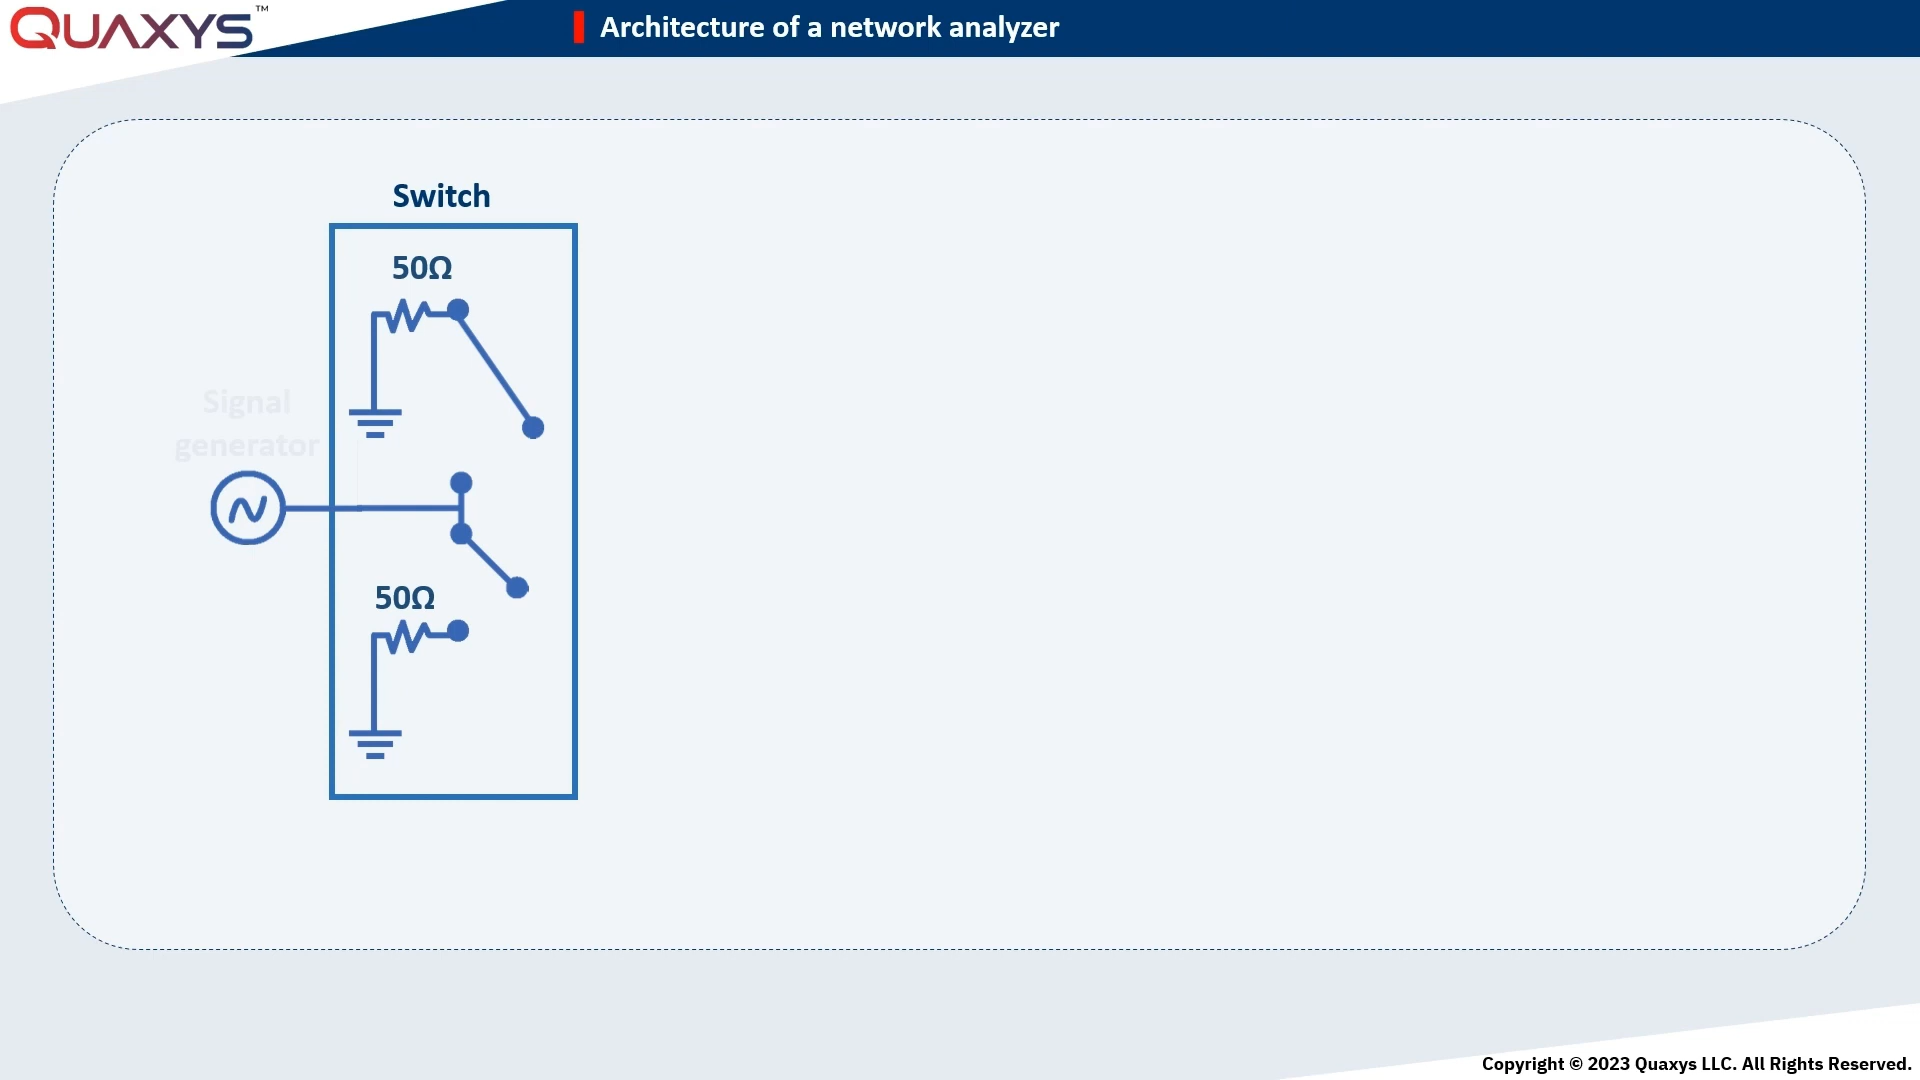 QUAXYS™
Architecture of a network analyzer
Switch
50Ω
Signal
generator
50Ω
Copyright © 2023 Quaxys LLC. All Rights Reserved.